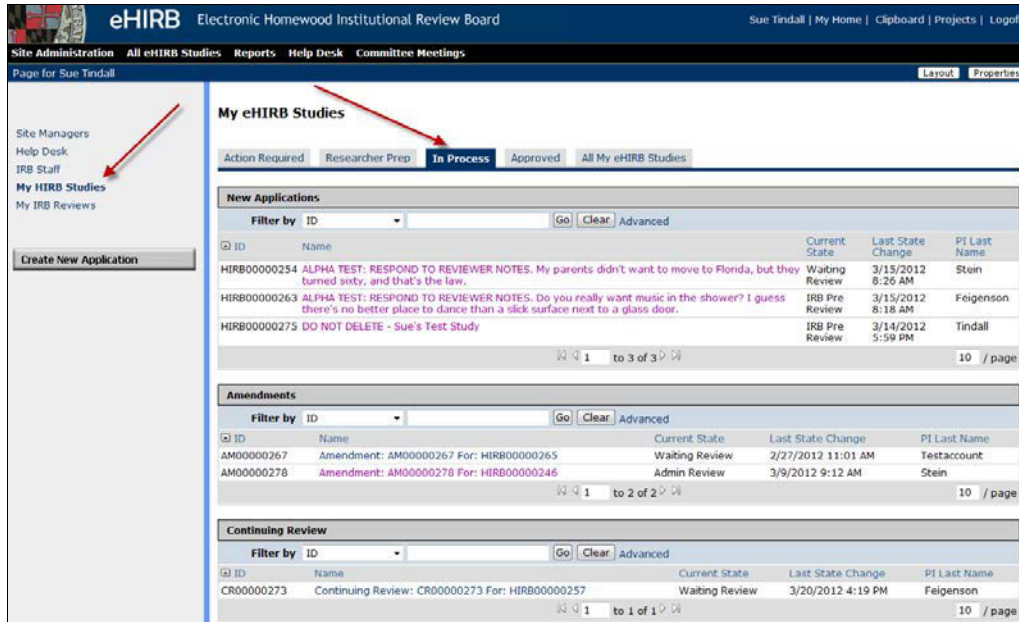 eHIRB Electronic Homewood Institutional Review Board
Sue Tindall | My Home | Clipboard | Projects | Logof
Site Administration All eHIRB Studies Reports Help Desk Committee Meetings
Page for Sue Tindall
Layout Properties
Site Managers
Help Desk
IRB Staff
My HIRB Studies
My IRB Reviews
Create New Application
My eHIRB Studies
Action Required Researcher Prep In Process Approved All My eHIRB Studies
New Applications
Filter by ID Go Clear Advanced
ID Name Current State Last State Change PI Last Name
HIRB00000254 ALPHA TEST: RESPOND TO REVIEWER NOTES. My parents didn't want to move to Florida, but they Waiting 3/15/2012 Stein
turned sixty, and that's the law. Review 8:26 AM
HIRB00000263 ALPHA TEST: RESPOND TO REVIEWER NOTES. Do you really want music in the shower? I guess IRB Pre 3/15/2012 Feigenson
there's no better place to dance than a slick surface next to a glass door. Review 8:18 AM
HIRB00000275 DO NOT DELETE - Sue's Test Study IRB Pre 3/14/2012 Tindall
Review 5:59 PM
1 to 3 of 3 10 / page
Amendments
Filter by ID Go Clear Advanced
ID Name Current State Last State Change PI Last Name
AM00000267 Amendment: AM00000267 For: HIRB00000265 Waiting Review 2/27/2012 11:01 AM Testaccount
AM00000278 Amendment: AM00000278 For: HIRB00000246 Admin Review 3/9/2012 9:12 AM Stein
1 to 2 of 2 10 / page
Continuing Review
Filter by ID Go Clear Advanced
ID Name Current State Last State Change PI Last Name
CR00000273 Continuing Review: CR00000273 For: HIRB00000257 Waiting Review 3/20/2012 4:19 PM Feigenson
1 to 1 of 1 10 / page